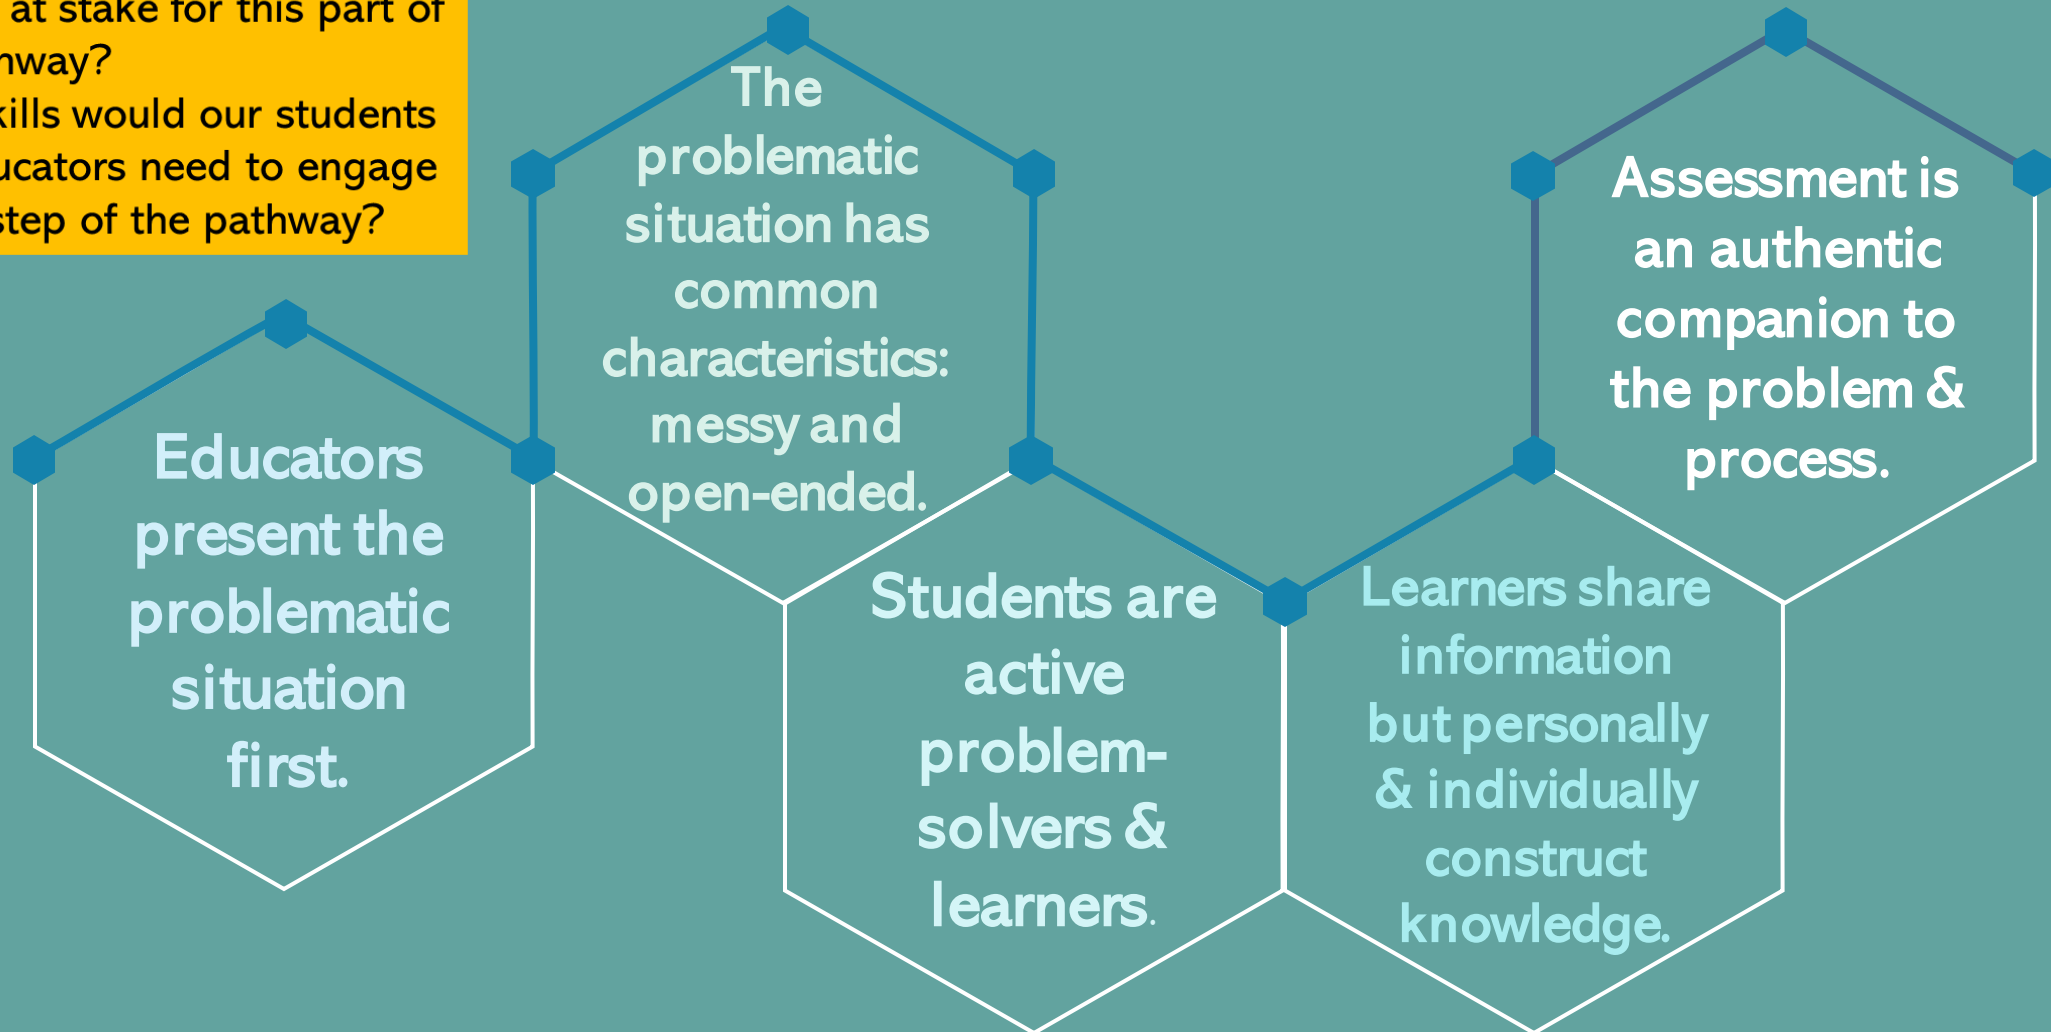 at stake for this part of
way?
kills would our students
ucators need to engage
step of the pathway?
Educators
present the
problematic
situation
first.
The
problematic
situation has
common
characteristics:
messy and
open-ended.
Students are
active
problem-
solvers &
learners.
Learners share
information
but personally
& individually
construct
knowledge.
Assessment is
an authentic
companion to
the problem &
process.